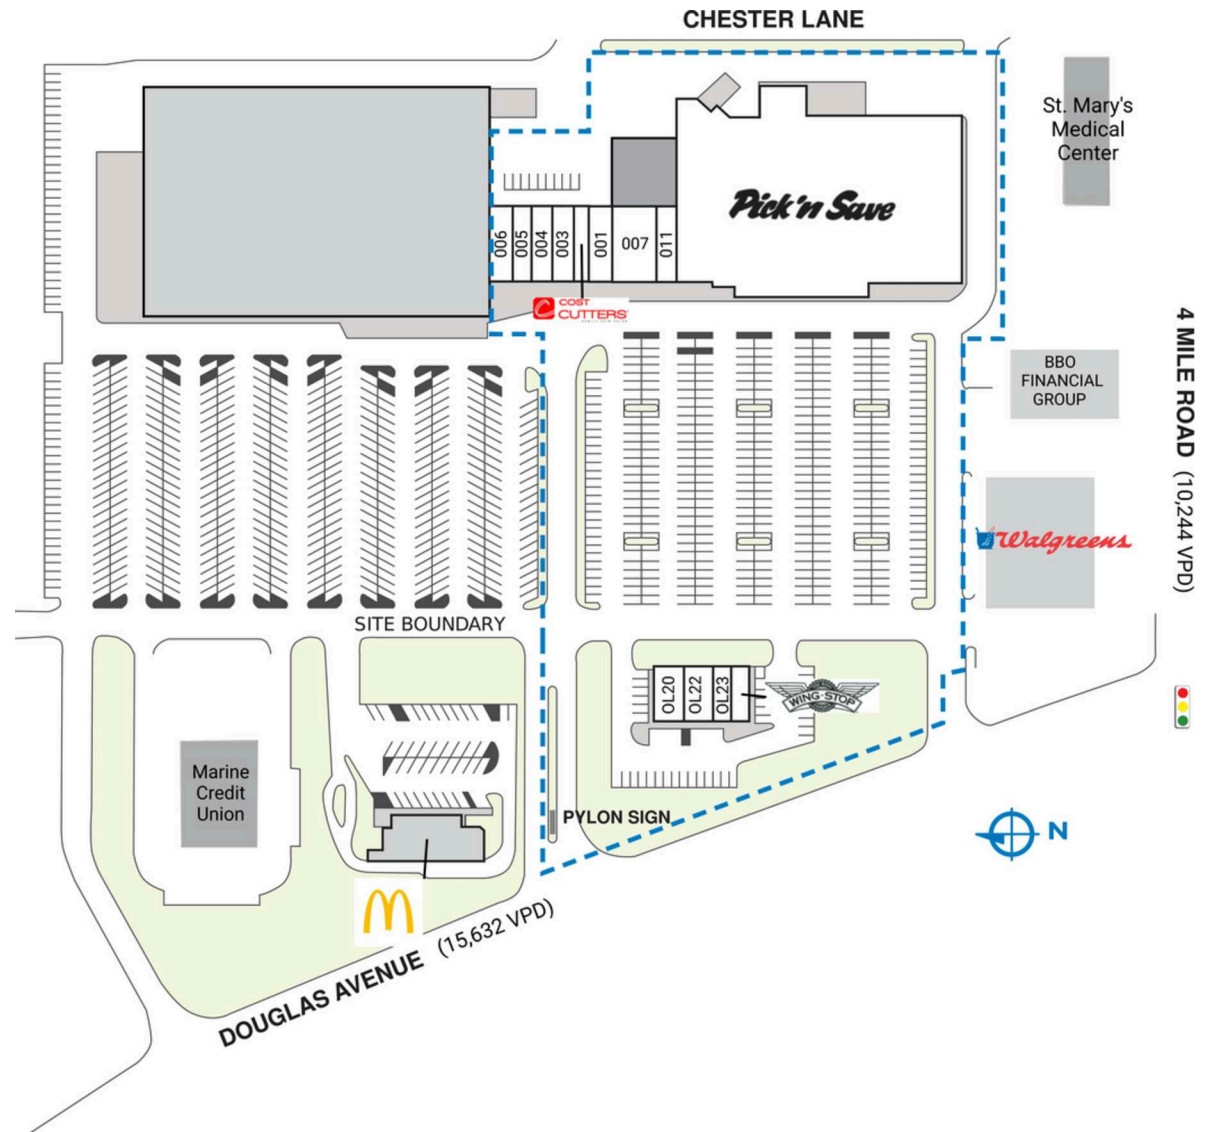 CHESTER LANE
St. Mary's
Medical
Center
Pick'n Save
006
005
004
003
001
007
011
COST
CUTTERS
4 MILE ROAD (10,244 VPD)
BBO
FINANCIAL
GROUP
Walgreens
SITE BOUNDARY
OL20
OL22
OL23
WING·STOP
Marine
Credit
Union
PYLON SIGN
N
DOUGLAS AVENUE (15,632 VPD)